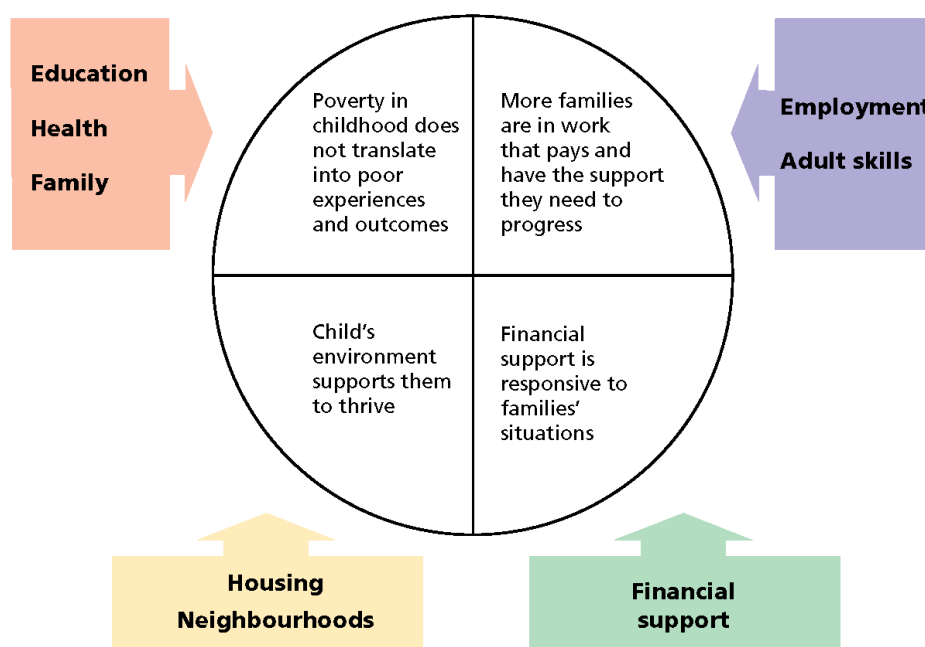 Education
Health
Family
Poverty in
childhood does
not translate
into poor
experiences
and outcomes
More families
are in work
that pays and
have the support
they need to
progress
Employment
Adult skills
Child’s
environment
supports them
to thrive
Financial
support is
responsive to
families’
situations
Housing
Neighbourhoods
Financial
support